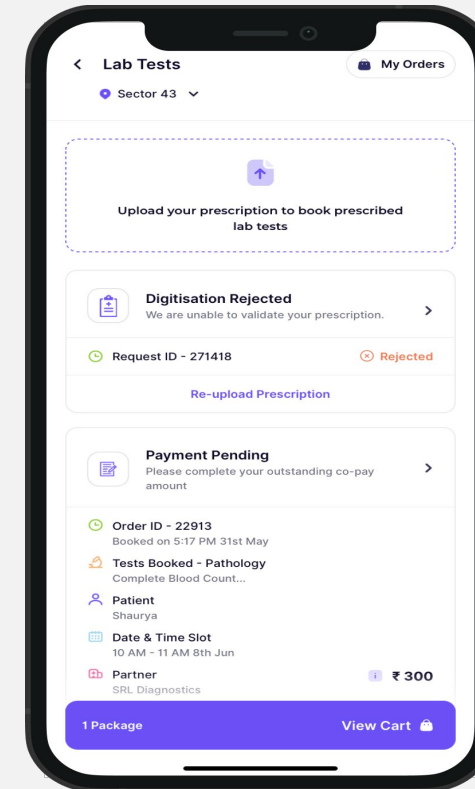 Lab Tests
My Orders
Sector 43
Upload your prescription to book prescribed
lab tests
Digitisation Rejected
We are unable to validate your prescription.
Request ID - 271418
Rejected
Re-upload Prescription
Payment Pending
Please complete your outstanding co-pay
amount
Order ID - 22913
Booked on 5:17 PM 31st May
Tests Booked - Pathology
Complete Blood Count...
Patient
Shaurya
Date & Time Slot
10 AM - 11 AM 8th Jun
Partner
i ₹ 300
SRL Diagnostics
1 Package
View Cart